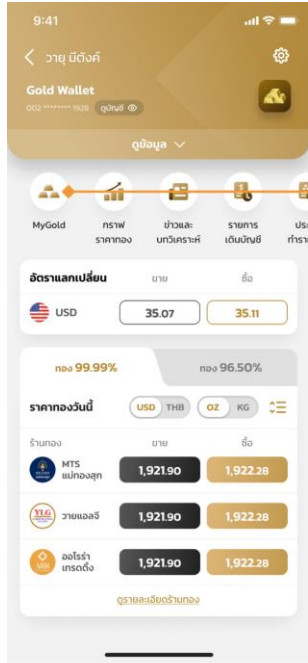 9:41
วายุ มีตังค์
Gold Wallet
002 ******** 1928 ดูบัญชี
ดูข้อมูล
MyGold
กราฟ
ราคาทอง
ข่าวและ
บทวิเคราะห์
รายการ
เดินบัญชี
อัตราแลกเปลี่ยน ขาย ซื้อ
USD 35.07 35.11
ทอง 99.99% ทอง 96.50%
ราคาทองวันนี้ USD THB OZ KG
ร้านทอง ขาย ซื้อ
MTS
แม่ทองสุก 1,921.90 1,922.28
YLG วายแอลจี 1,921.90 1,922.28
ออโรร่า
เทรดดิ้ง 1,921.90 1,922.28
ดูรายละเอียดร้านทอง